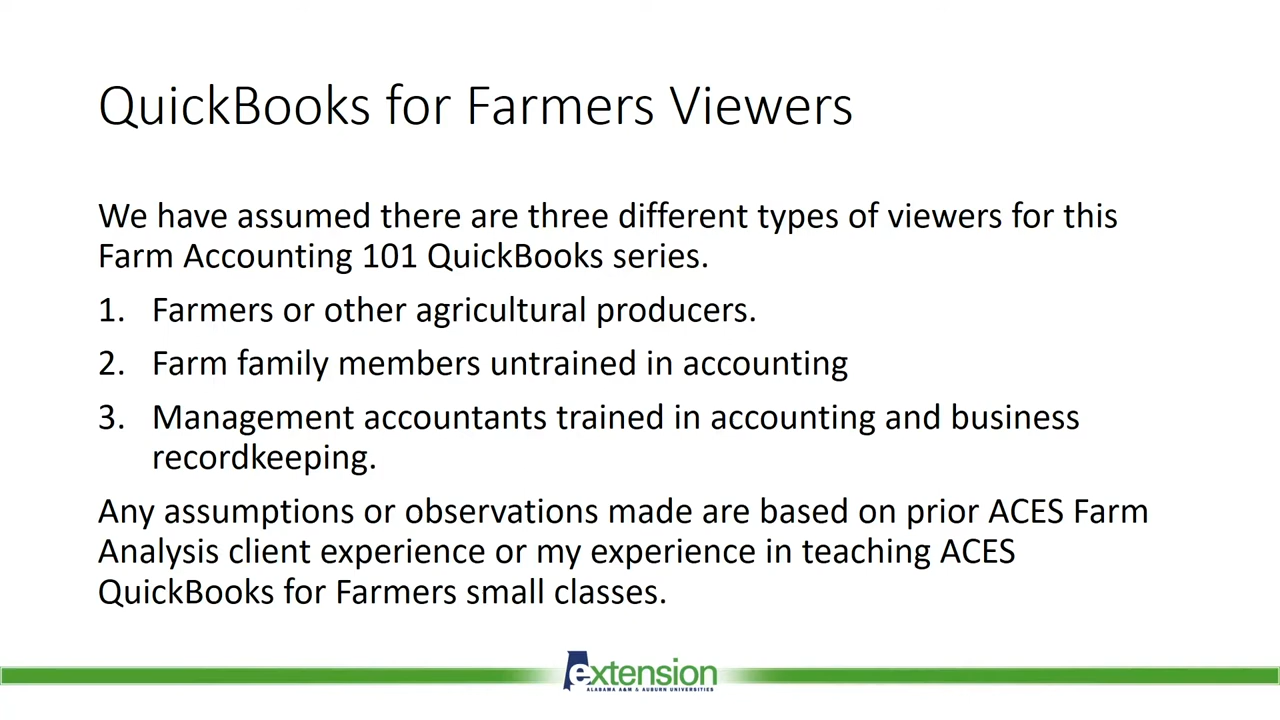 QuickBooks for Farmers Viewers
We have assumed there are three different types of viewers for this
Farm Accounting 101 QuickBooks series.
1. Farmers or other agricultural producers.
2. Farm family members untrained in accounting
3. Management accountants trained in accounting and business
recordkeeping.
Any assumptions or observations made are based on prior ACES Farm
Analysis client experience or my experience in teaching ACES
QuickBooks for Farmers small classes.
extension
ALABAMA A&M & AUBURN UNIVERSITIES